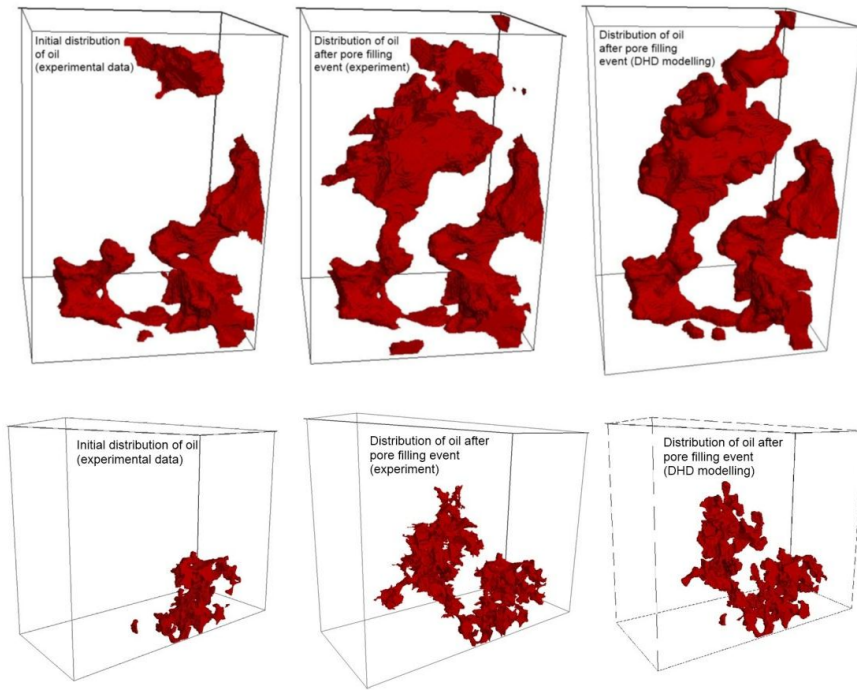 Initial distribution
of oil
(experimental data)
Distribution of oil
after pore filling
event (experiment)
Distribution of oil
after pore filling
event (DHD modelling)
Initial distribution of oil
(experimental data)
Distribution of oil after
pore filling event
(experiment)
Distribution of oil after
pore filling event
(DHD modelling)